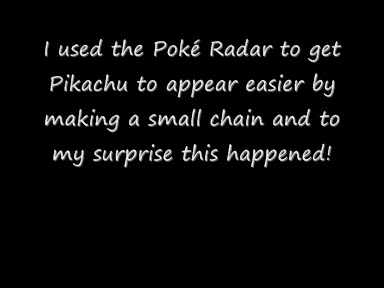 I used the Poké Radar to get
Pikachu to appear easier by
making a small chain and to
my surprise this happened!